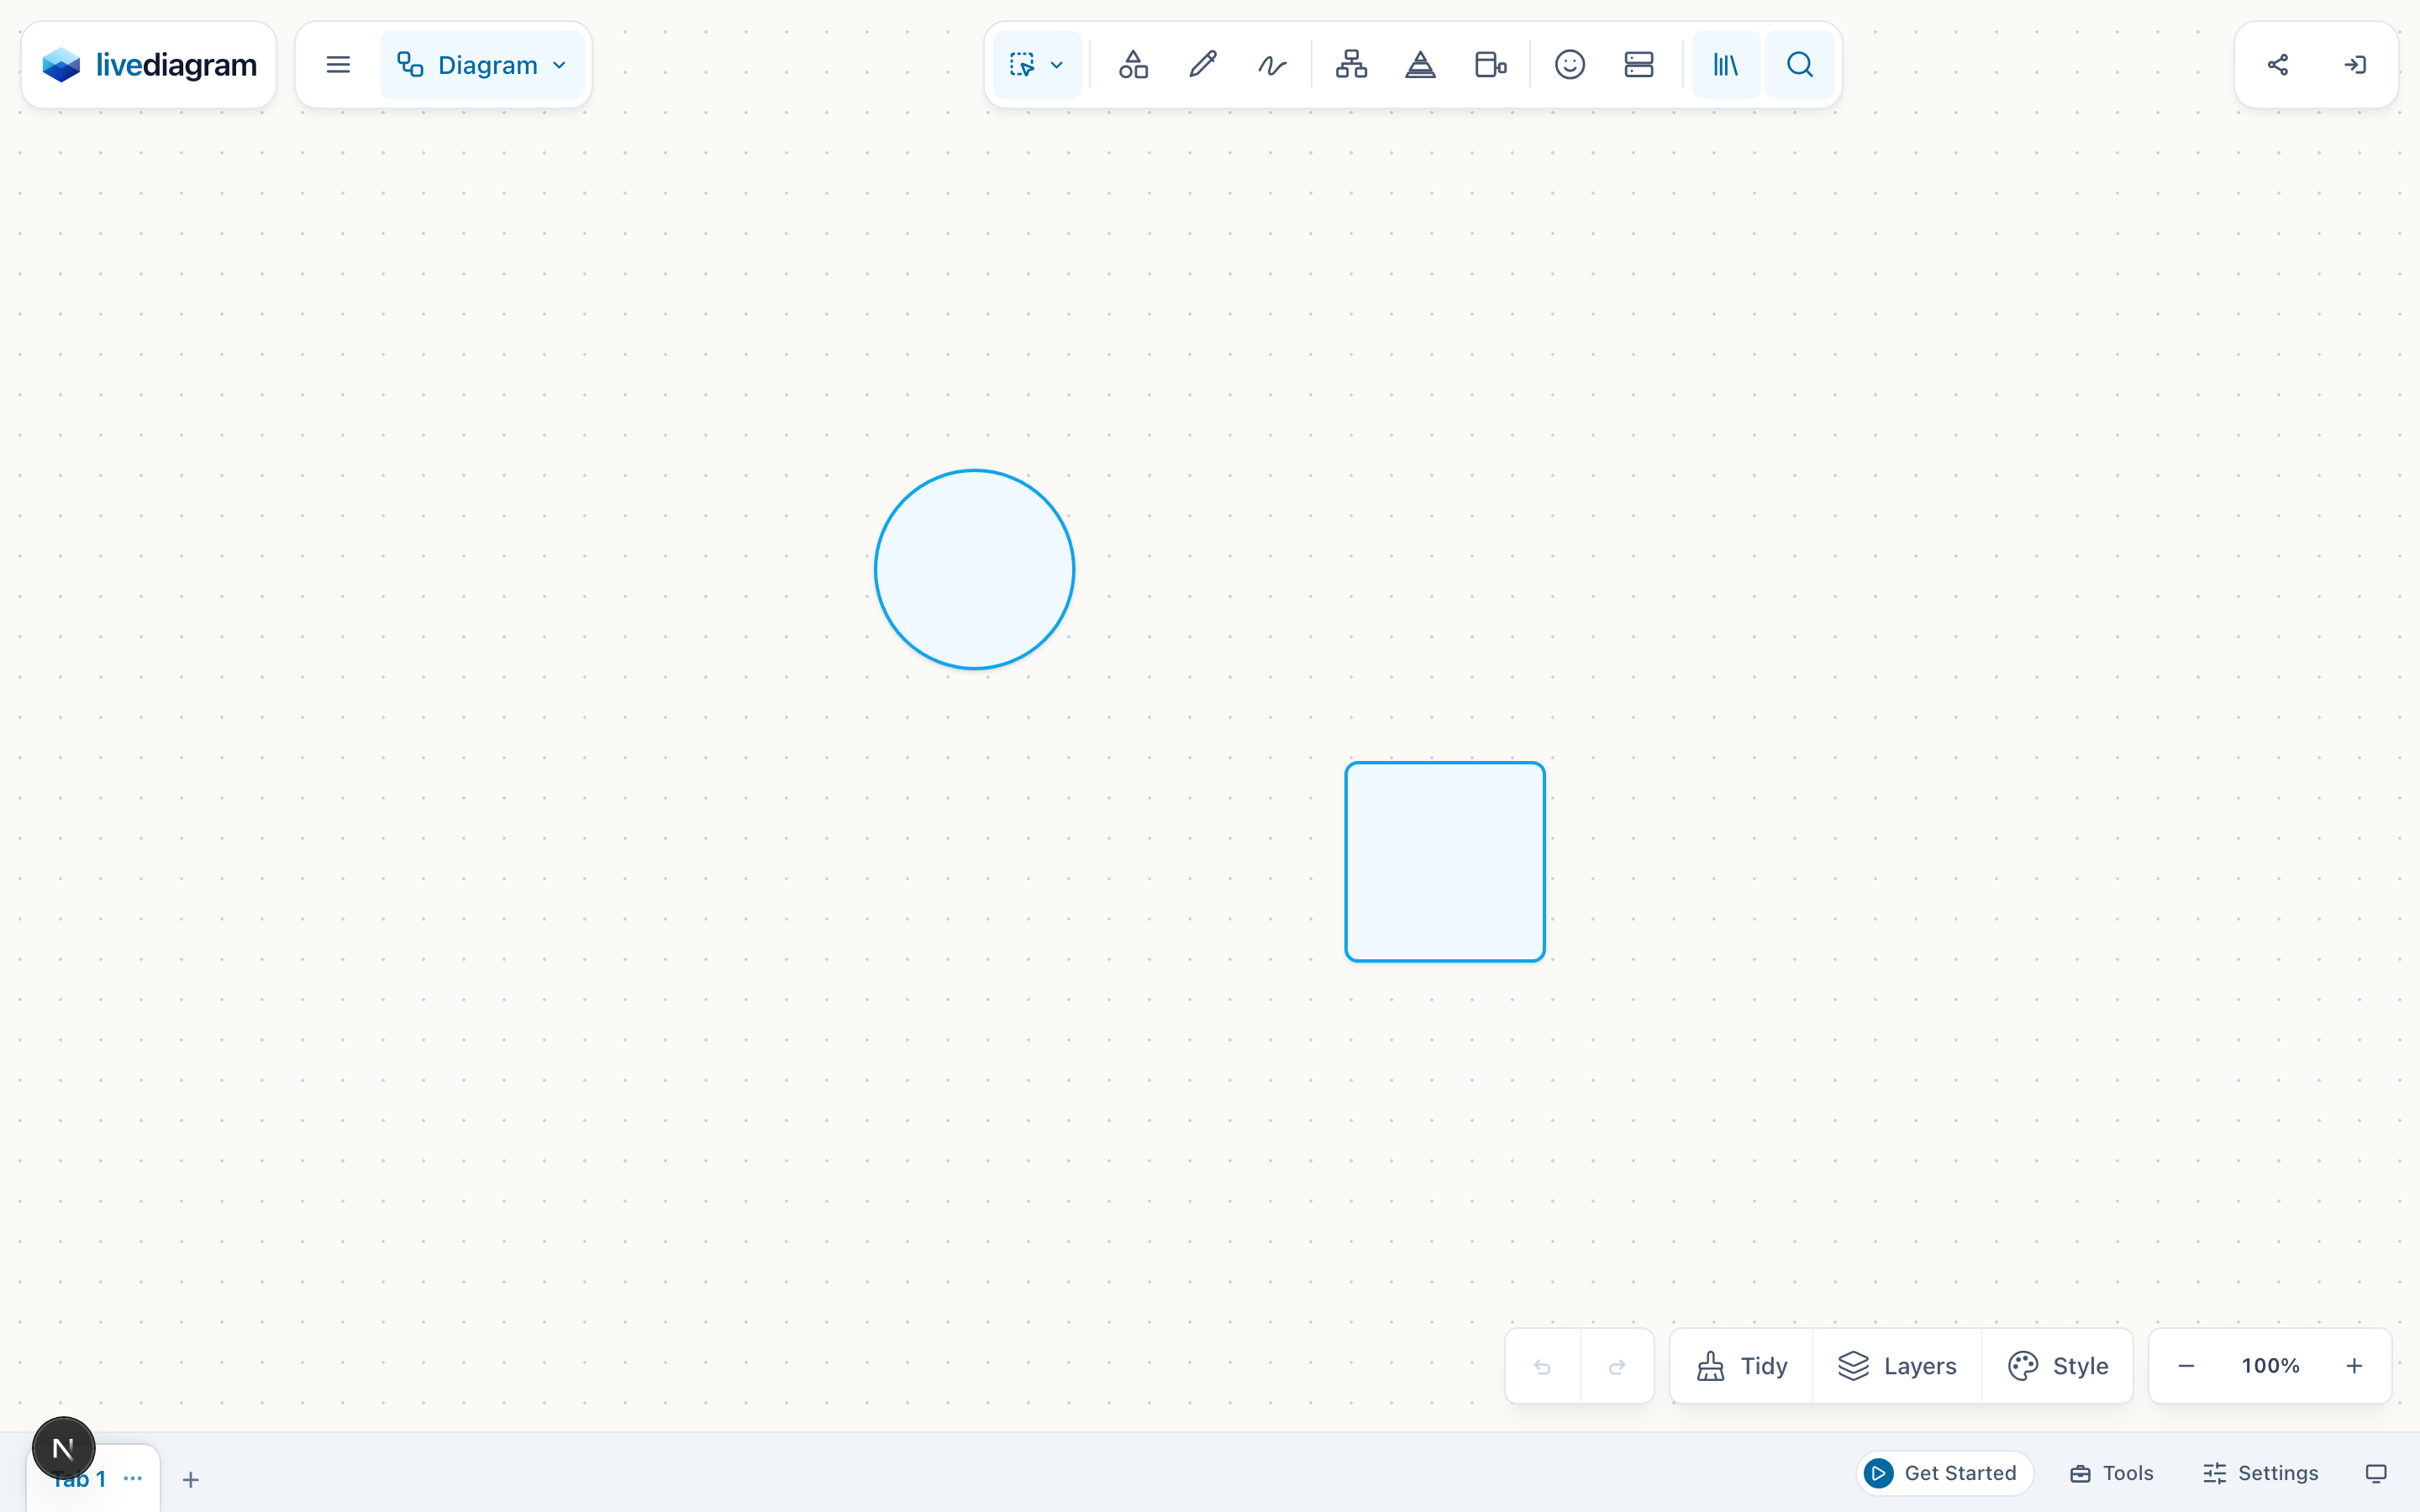 livediagram
Diagram
Tidy
Layers
Style
100%
N
Tab 1
Get Started
Tools
Settings